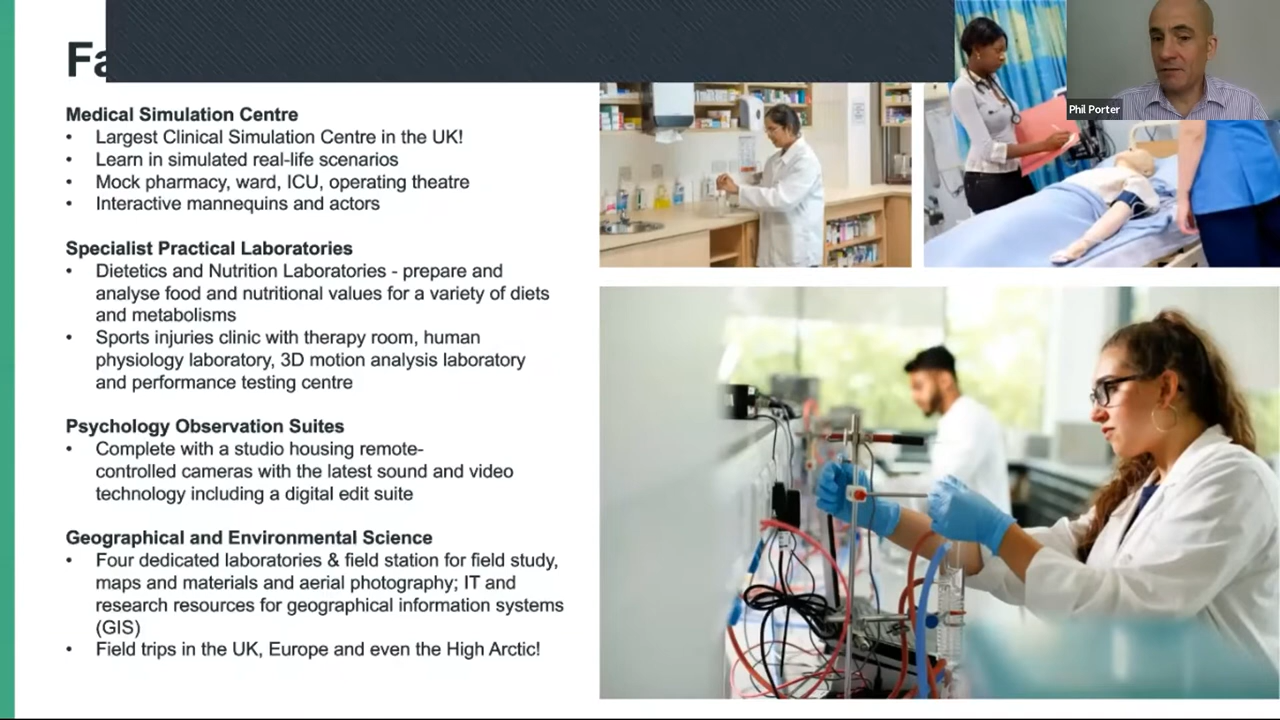 Fa
Phil Porter
Medical Simulation Centre
• Largest Clinical Simulation Centre in the UK!
• Learn in simulated real-life scenarios
• Mock pharmacy, ward, ICU, operating theatre
• Interactive mannequins and actors
Specialist Practical Laboratories
• Dietetics and Nutrition Laboratories - prepare and
analyse food and nutritional values for a variety of diets
and metabolisms
• Sports injuries clinic with therapy room, human
physiology laboratory, 3D motion analysis laboratory
and performance testing centre
Psychology Observation Suites
• Complete with a studio housing remote-
controlled cameras with the latest sound and video
technology including a digital edit suite
Geographical and Environmental Science
• Four dedicated laboratories & field station for field study,
maps and materials and aerial photography; IT and
research resources for geographical information systems
(GIS)
• Field trips in the UK, Europe and even the High Arctic!